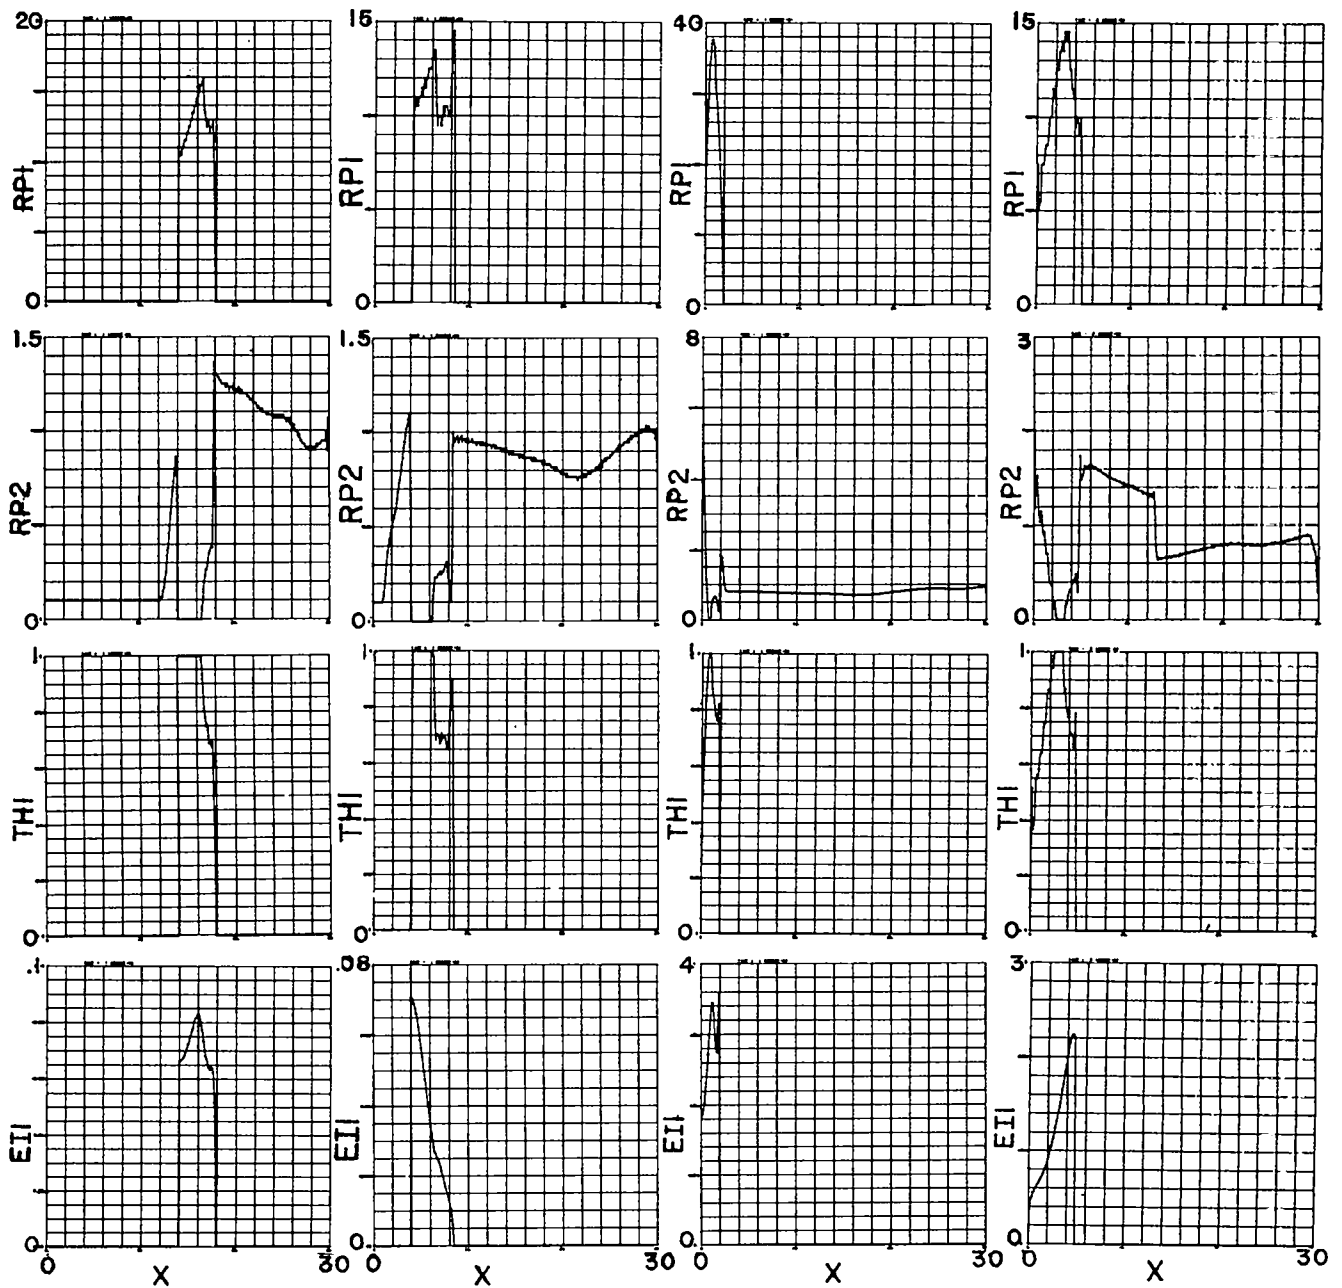 20 15 40 15
RP1 RP1 RP1 RP1
0 0 30 0 30 0 30
1.5 1.5 8 3
RP2 RP2 RP2 RP2
0. 0. 0 0
1. 1. 1. 1.
TH1 TH1 TH1 TH1
0. 0. 0. 0.
.1 .08 4 3.
EI1 EI1 EI1 EI1
0. 0. 0. 0.
0 30 0 30 0 30 0 30
X X X X